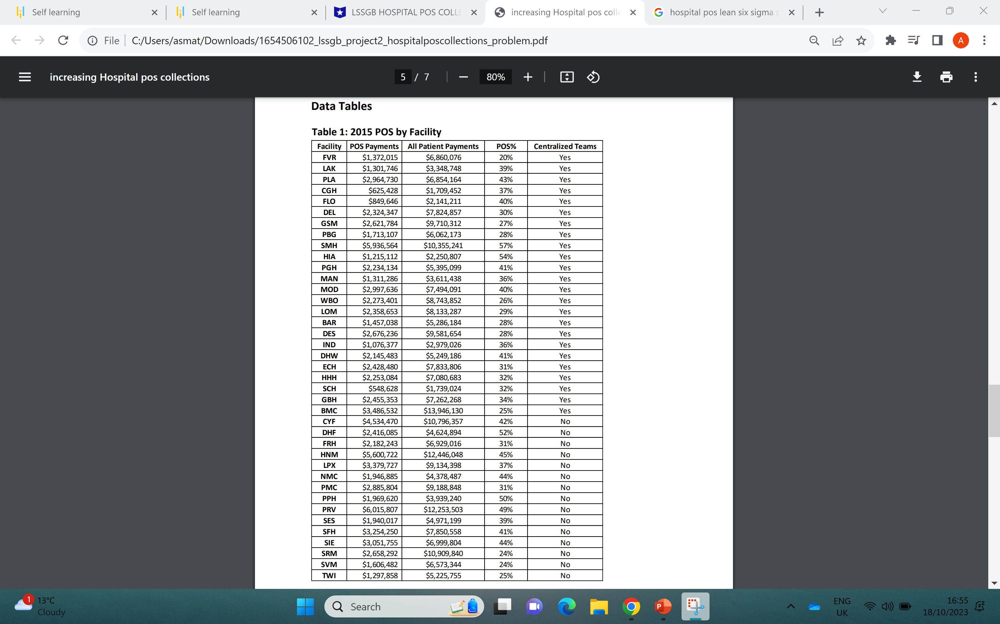 Self learning
Self learning
LSSGB HOSPITAL POS COLLE
increasing Hospital pos colle
hospital pos lean six sigma p
File
C:/Users/asmat/Downloads/1654506102_lssgb_project2_hospitalposcollections_problem.pdf
A
increasing Hospital pos collections
5 / 7
80%
Data Tables
Table 1: 2015 POS by Facility
Facility POS Payments All Patient Payments POS% Centralized Teams
FVR $1,372,015 $6,860,076 20% Yes
LAK $1,301,746 $3,348,748 39% Yes
PLA $2,964,730 $6,854,164 43% Yes
CGH $625,428 $1,709,452 37% Yes
FLO $849,646 $2,141,211 40% Yes
DEL $2,324,347 $7,824,857 30% Yes
GSM $2,621,784 $9,710,312 27% Yes
PBG $1,713,107 $6,062,173 28% Yes
SMH $5,936,564 $10,355,241 57% Yes
HIA $1,215,112 $2,250,807 54% Yes
PGH $2,234,134 $5,395,099 41% Yes
MAN $1,311,286 $3,611,438 36% Yes
MOD $2,997,636 $7,494,091 40% Yes
WBO $2,273,401 $8,743,852 26% Yes
LOM $2,358,653 $8,133,287 29% Yes
BAR $1,457,038 $5,286,184 28% Yes
DES $2,676,236 $9,581,654 28% Yes
IND $1,076,377 $2,979,026 36% Yes
DHW $2,145,483 $5,249,186 41% Yes
ECH $2,428,480 $7,833,806 31% Yes
HHH $2,253,084 $7,080,683 32% Yes
SCH $548,628 $1,739,024 32% Yes
GBH $2,455,353 $7,262,268 34% Yes
BMC $3,486,532 $13,946,130 25% Yes
CYF $4,534,470 $10,796,357 42% No
DHF $2,416,085 $4,624,894 52% No
FRH $2,182,243 $6,929,016 31% No
HNM $5,600,722 $12,446,048 45% No
LPX $3,379,727 $9,134,398 37% No
NMC $1,946,885 $4,378,487 44% No
PMC $2,885,804 $9,188,848 31% No
PPH $1,969,620 $3,939,240 50% No
PRV $6,015,807 $12,253,503 49% No
SES $1,940,017 $4,971,199 39% No
SFH $3,254,250 $7,850,558 41% No
SIE $3,051,755 $6,999,804 44% No
SRM $2,658,292 $10,909,840 24% No
SVM $1,606,482 $6,573,344 24% No
TWI $1,297,858 $5,225,755 25% No
1
13°C
Cloudy
Search
P
ENG
UK
16:55
18/10/2023